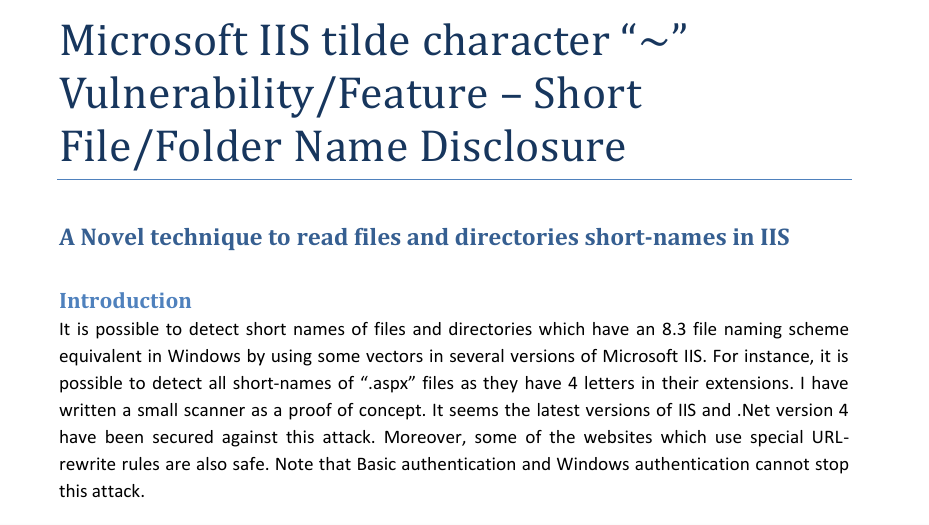 Microsoft IIS tilde character “~”
Vulnerability/Feature – Short
File/Folder Name Disclosure
A Novel technique to read files and directories short-names in IIS
Introduction
It is possible to detect short names of files and directories which have an 8.3 file naming scheme
equivalent in Windows by using some vectors in several versions of Microsoft IIS. For instance, it is
possible to detect all short-names of “.aspx” files as they have 4 letters in their extensions. I have
written a small scanner as a proof of concept. It seems the latest versions of IIS and .Net version 4
have been secured against this attack. Moreover, some of the websites which use special URL-
rewrite rules are also safe. Note that Basic authentication and Windows authentication cannot stop
this attack.